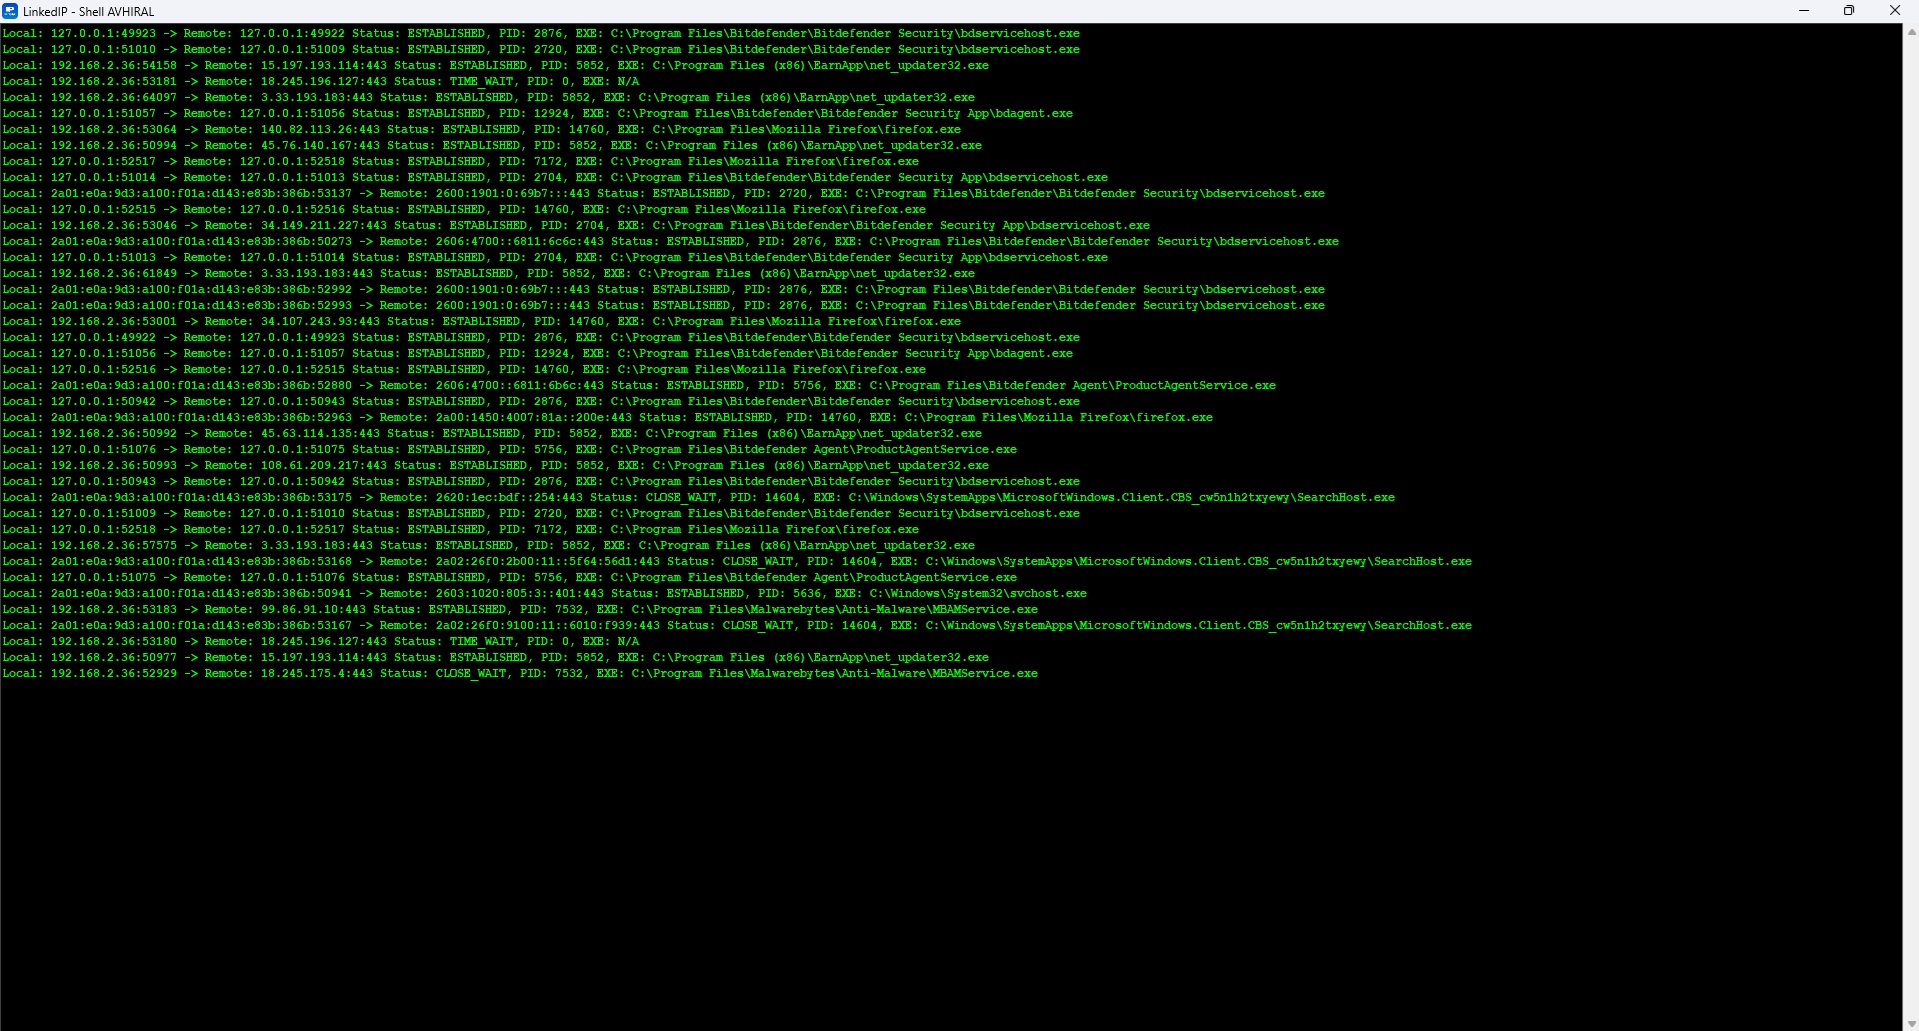 LinkedIP - Shell AVHIRAL
Local: 127.0.0.1:49923 -> Remote: 127.0.0.1:49922 Status: ESTABLISHED, PID: 2876, EXE: C:\Program Files\Bitdefender\Bitdefender Security\bdservicehost.exe
Local: 127.0.0.1:51010 -> Remote: 127.0.0.1:51009 Status: ESTABLISHED, PID: 2720, EXE: C:\Program Files\Bitdefender\Bitdefender Security\bdservicehost.exe
Local: 192.168.2.36:54158 -> Remote: 15.197.193.114:443 Status: ESTABLISHED, PID: 5852, EXE: C:\Program Files (x86)\EarnApp\net_updater32.exe
Local: 192.168.2.36:53181 -> Remote: 18.245.196.127:443 Status: TIME_WAIT, PID: 0, EXE: N/A
Local: 192.168.2.36:64097 -> Remote: 3.33.193.183:443 Status: ESTABLISHED, PID: 5852, EXE: C:\Program Files (x86)\EarnApp\net_updater32.exe
Local: 127.0.0.1:51057 -> Remote: 127.0.0.1:51056 Status: ESTABLISHED, PID: 12924, EXE: C:\Program Files\Bitdefender\Bitdefender Security App\bdagent.exe
Local: 192.168.2.36:53064 -> Remote: 140.82.113.26:443 Status: ESTABLISHED, PID: 14760, EXE: C:\Program Files\Mozilla Firefox\firefox.exe
Local: 192.168.2.36:50994 -> Remote: 45.76.140.167:443 Status: ESTABLISHED, PID: 5852, EXE: C:\Program Files (x86)\EarnApp\net_updater32.exe
Local: 127.0.0.1:52517 -> Remote: 127.0.0.1:52518 Status: ESTABLISHED, PID: 7172, EXE: C:\Program Files\Mozilla Firefox\firefox.exe
Local: 127.0.0.1:51014 -> Remote: 127.0.0.1:51013 Status: ESTABLISHED, PID: 2704, EXE: C:\Program Files\Bitdefender\Bitdefender Security App\bdservicehost.exe
Local: 2a01:e0a:9d3:a100:f01a:d143:e83b:386b:53137 -> Remote: 2600:1901:0:69b7:::443 Status: ESTABLISHED, PID: 2720, EXE: C:\Program Files\Bitdefender\Bitdefender Security\bdservicehost.exe
Local: 127.0.0.1:52515 -> Remote: 127.0.0.1:52516 Status: ESTABLISHED, PID: 14760, EXE: C:\Program Files\Mozilla Firefox\firefox.exe
Local: 192.168.2.36:53046 -> Remote: 34.149.211.227:443 Status: ESTABLISHED, PID: 2704, EXE: C:\Program Files\Bitdefender\Bitdefender Security App\bdservicehost.exe
Local: 2a01:e0a:9d3:a100:f01a:d143:e83b:386b:50273 -> Remote: 2606:4700::6811:6c6c:443 Status: ESTABLISHED, PID: 2876, EXE: C:\Program Files\Bitdefender\Bitdefender Security\bdservicehost.exe
Local: 127.0.0.1:51013 -> Remote: 127.0.0.1:51014 Status: ESTABLISHED, PID: 2704, EXE: C:\Program Files\Bitdefender\Bitdefender Security App\bdservicehost.exe
Local: 192.168.2.36:61849 -> Remote: 3.33.193.183:443 Status: ESTABLISHED, PID: 5852, EXE: C:\Program Files (x86)\EarnApp\net_updater32.exe
Local: 2a01:e0a:9d3:a100:f01a:d143:e83b:386b:52992 -> Remote: 2600:1901:0:69b7:::443 Status: ESTABLISHED, PID: 2876, EXE: C:\Program Files\Bitdefender\Bitdefender Security\bdservicehost.exe
Local: 2a01:e0a:9d3:a100:f01a:d143:e83b:386b:52993 -> Remote: 2600:1901:0:69b7:::443 Status: ESTABLISHED, PID: 2876, EXE: C:\Program Files\Bitdefender\Bitdefender Security\bdservicehost.exe
Local: 192.168.2.36:53001 -> Remote: 34.107.243.93:443 Status: ESTABLISHED, PID: 14760, EXE: C:\Program Files\Mozilla Firefox\firefox.exe
Local: 127.0.0.1:49922 -> Remote: 127.0.0.1:49923 Status: ESTABLISHED, PID: 2876, EXE: C:\Program Files\Bitdefender\Bitdefender Security\bdservicehost.exe
Local: 127.0.0.1:51056 -> Remote: 127.0.0.1:51057 Status: ESTABLISHED, PID: 12924, EXE: C:\Program Files\Bitdefender\Bitdefender Security App\bdagent.exe
Local: 127.0.0.1:52516 -> Remote: 127.0.0.1:52515 Status: ESTABLISHED, PID: 14760, EXE: C:\Program Files\Mozilla Firefox\firefox.exe
Local: 2a01:e0a:9d3:a100:f01a:d143:e83b:386b:52880 -> Remote: 2606:4700::6811:6b6c:443 Status: ESTABLISHED, PID: 5756, EXE: C:\Program Files\Bitdefender Agent\ProductAgentService.exe
Local: 127.0.0.1:50942 -> Remote: 127.0.0.1:50943 Status: ESTABLISHED, PID: 2876, EXE: C:\Program Files\Bitdefender\Bitdefender Security\bdservicehost.exe
Local: 2a01:e0a:9d3:a100:f01a:d143:e83b:386b:52963 -> Remote: 2a00:1450:4007:81a::200e:443 Status: ESTABLISHED, PID: 14760, EXE: C:\Program Files\Mozilla Firefox\firefox.exe
Local: 192.168.2.36:50992 -> Remote: 45.63.114.135:443 Status: ESTABLISHED, PID: 5852, EXE: C:\Program Files (x86)\EarnApp\net_updater32.exe
Local: 127.0.0.1:51076 -> Remote: 127.0.0.1:51075 Status: ESTABLISHED, PID: 5756, EXE: C:\Program Files\Bitdefender Agent\ProductAgentService.exe
Local: 192.168.2.36:50993 -> Remote: 108.61.209.217:443 Status: ESTABLISHED, PID: 5852, EXE: C:\Program Files (x86)\EarnApp\net_updater32.exe
Local: 127.0.0.1:50943 -> Remote: 127.0.0.1:50942 Status: ESTABLISHED, PID: 2876, EXE: C:\Program Files\Bitdefender\Bitdefender Security\bdservicehost.exe
Local: 2a01:e0a:9d3:a100:f01a:d143:e83b:386b:53175 -> Remote: 2620:1ec:bdf::254:443 Status: CLOSE_WAIT, PID: 14604, EXE: C:\Windows\SystemApps\MicrosoftWindows.Client.CBS_cw5n1h2txyewy\SearchHost.exe
Local: 127.0.0.1:51009 -> Remote: 127.0.0.1:51010 Status: ESTABLISHED, PID: 2720, EXE: C:\Program Files\Bitdefender\Bitdefender Security\bdservicehost.exe
Local: 127.0.0.1:52518 -> Remote: 127.0.0.1:52517 Status: ESTABLISHED, PID: 7172, EXE: C:\Program Files\Mozilla Firefox\firefox.exe
Local: 192.168.2.36:57575 -> Remote: 3.33.193.183:443 Status: ESTABLISHED, PID: 5852, EXE: C:\Program Files (x86)\EarnApp\net_updater32.exe
Local: 2a01:e0a:9d3:a100:f01a:d143:e83b:386b:53168 -> Remote: 2a02:26f0:2b00:11::5f64:56d1:443 Status: CLOSE_WAIT, PID: 14604, EXE: C:\Windows\SystemApps\MicrosoftWindows.Client.CBS_cw5n1h2txyewy\SearchHost.exe
Local: 127.0.0.1:51075 -> Remote: 127.0.0.1:51076 Status: ESTABLISHED, PID: 5756, EXE: C:\Program Files\Bitdefender Agent\ProductAgentService.exe
Local: 2a01:e0a:9d3:a100:f01a:d143:e83b:386b:50941 -> Remote: 2603:1020:805:3::401:443 Status: ESTABLISHED, PID: 5636, EXE: C:\Windows\System32\svchost.exe
Local: 192.168.2.36:53183 -> Remote: 99.86.91.10:443 Status: ESTABLISHED, PID: 7532, EXE: C:\Program Files\Malwarebytes\Anti-Malware\MBAMService.exe
Local: 2a01:e0a:9d3:a100:f01a:d143:e83b:386b:53167 -> Remote: 2a02:26f0:9100:11::6010:f939:443 Status: CLOSE_WAIT, PID: 14604, EXE: C:\Windows\SystemApps\MicrosoftWindows.Client.CBS_cw5n1h2txyewy\SearchHost.exe
Local: 192.168.2.36:53180 -> Remote: 18.245.196.127:443 Status: TIME_WAIT, PID: 0, EXE: N/A
Local: 192.168.2.36:50977 -> Remote: 15.197.193.114:443 Status: ESTABLISHED, PID: 5852, EXE: C:\Program Files (x86)\EarnApp\net_updater32.exe
Local: 192.168.2.36:52929 -> Remote: 18.245.175.4:443 Status: CLOSE_WAIT, PID: 7532, EXE: C:\Program Files\Malwarebytes\Anti-Malware\MBAMService.exe